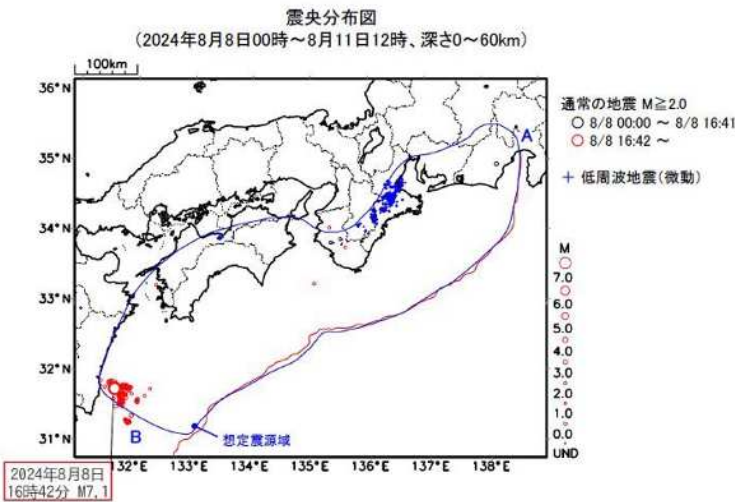 震央分布図
(2024年8月8日00時～8月11日12時、深さ0～60km)
100km
36°N
35°N
34°N
33°N
32°N
31°N
132°E
133°E
134°E
135°E
136°E
137°E
138°E
A
B
想定震源域
2024年8月8日
16時42分 M7.1
通常の地震 M≧2.0
8/8 00:00 ～ 8/8 16:41
8/8 16:42 ～
+ 低周波地震(微動)
M
7.0
6.0
5.0
4.0
3.0
2.0
1.0
0.0
UND